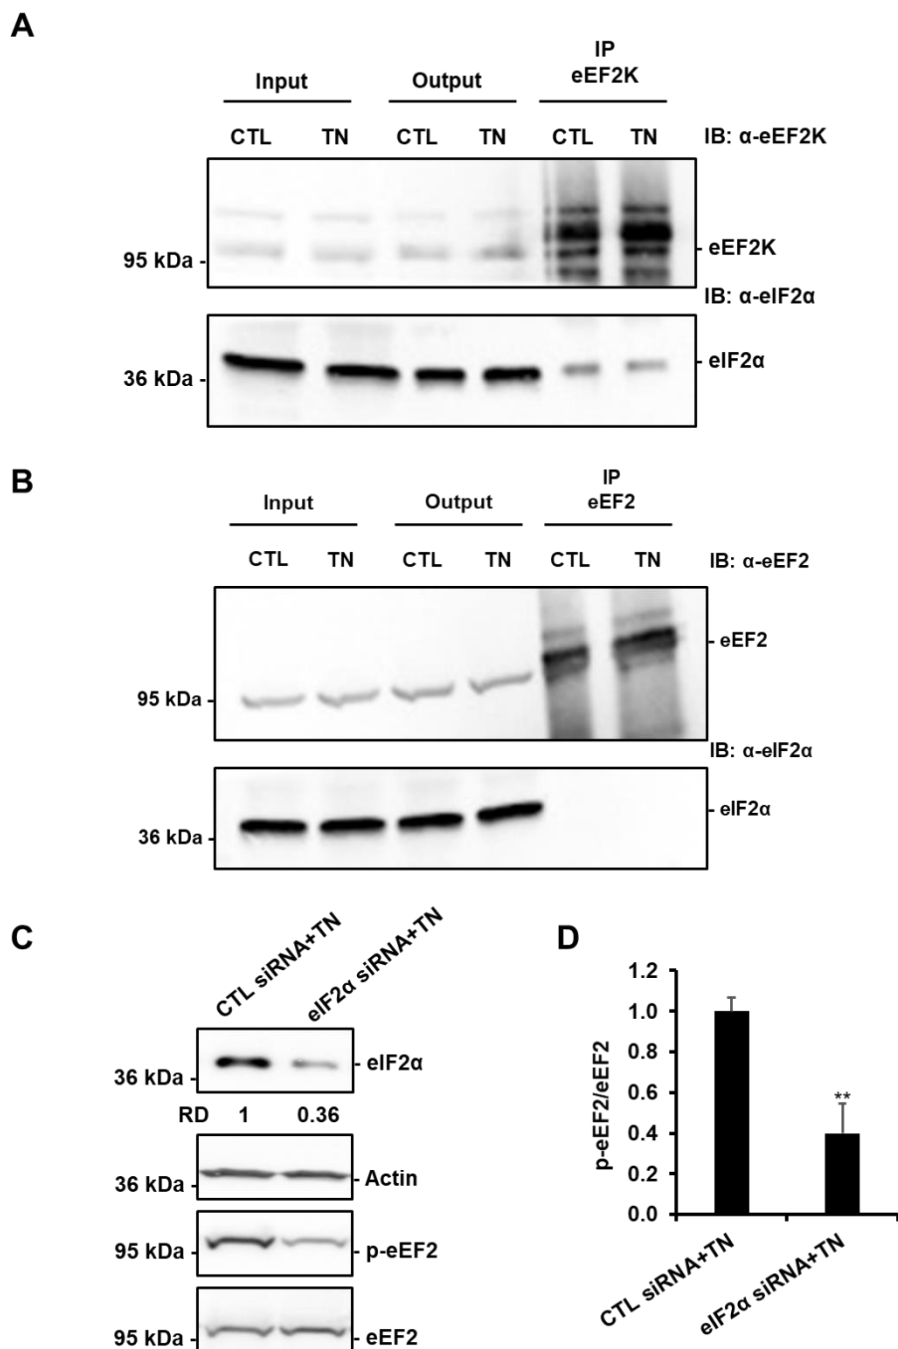 A
Input Output IP
eEF2K
CTL TN CTL TN CTL TN IB: α-eEF2K
95 kDa - - eEF2K
IB: α-eIF2α
36 kDa - - eIF2α
B
Input Output IP
eEF2
CTL TN CTL TN CTL TN IB: α-eEF2
95 kDa - - eEF2
IB: α-eIF2α
36 kDa - - eIF2α
C
CTL siRNA+TN
eIF2α siRNA+TN
36 kDa - - eIF2α
RD 1 0.36
36 kDa - - Actin
95 kDa - - p-eEF2
95 kDa - - eEF2
D
p-eEF2/eEF2
1.2
1.0
0.8
0.6
0.4
0.2
0.0
**
CTL siRNA+TN
eIF2α siRNA+TN